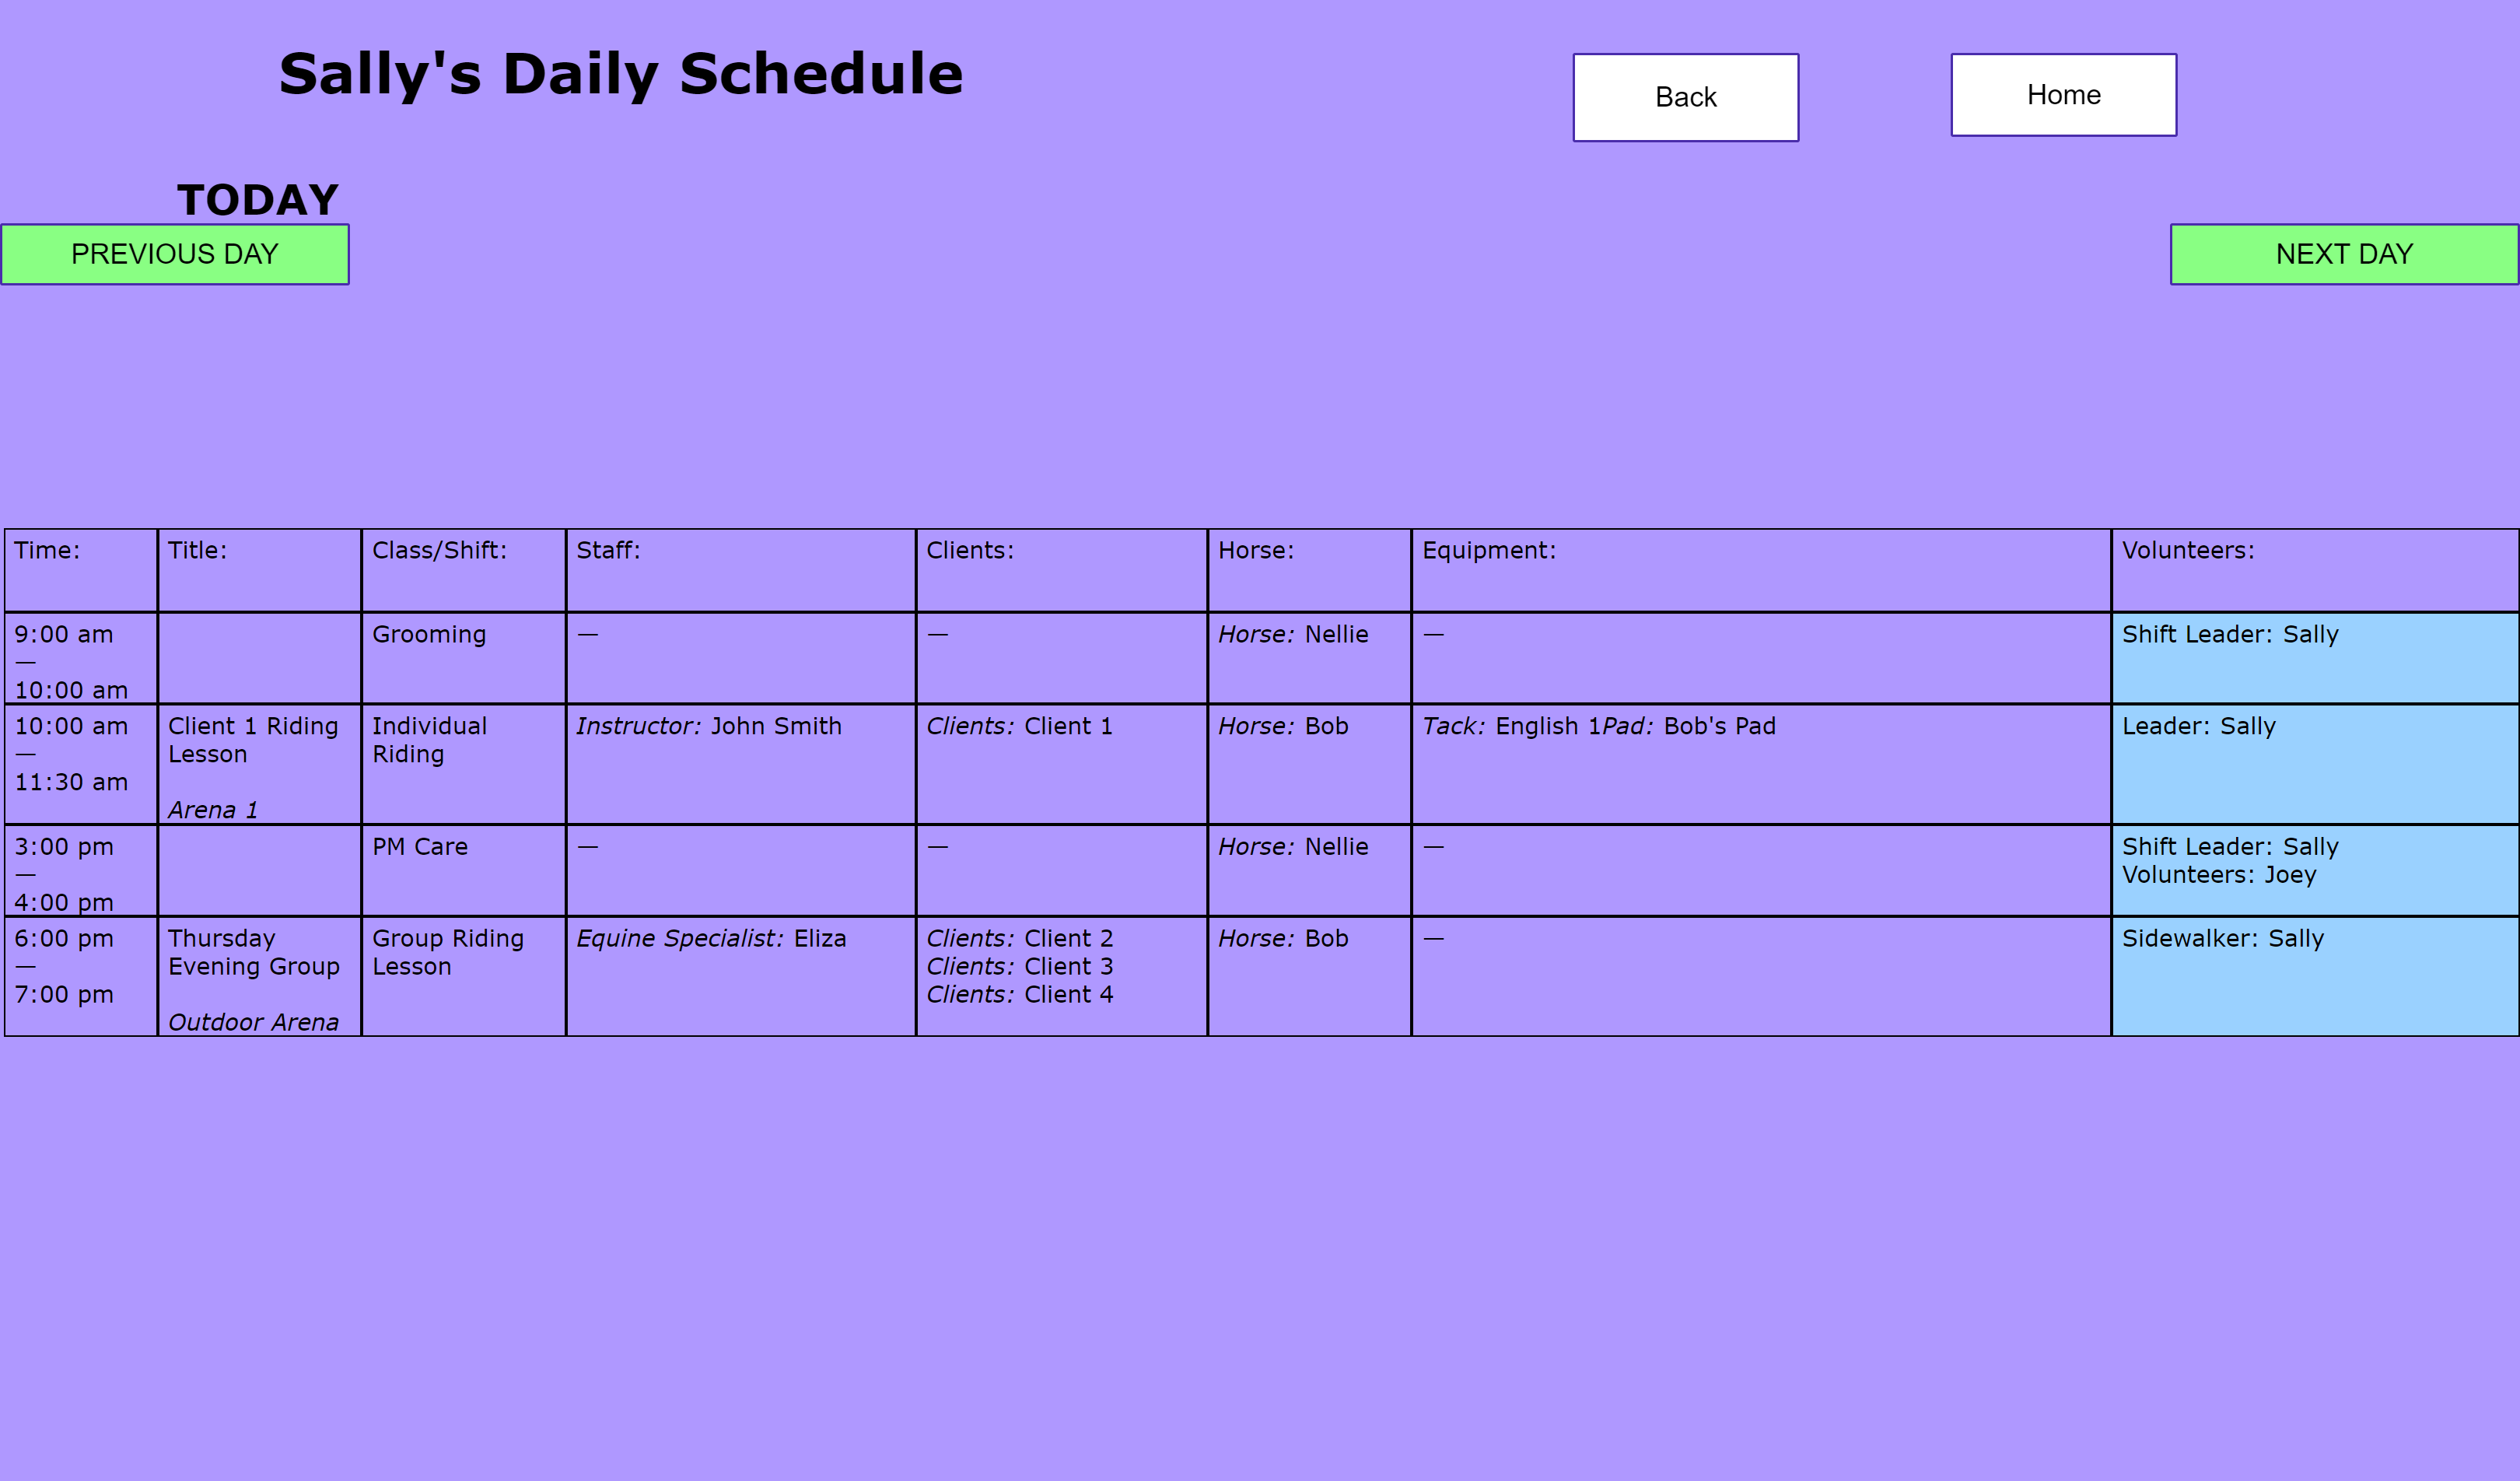 Sally's Daily Schedule
Back
Home
TODAY
PREVIOUS DAY
NEXT DAY
Time:
Title:
Class/Shift:
Staff:
Clients:
Horse:
Equipment:
Volunteers:
9:00 am
—
10:00 am
Grooming
—
—
Horse: Nellie
—
Shift Leader: Sally
10:00 am
—
11:30 am
Client 1 Riding
Lesson
Arena 1
Individual
Riding
Instructor: John Smith
Clients: Client 1
Horse: Bob
Tack: English 1Pad: Bob's Pad
Leader: Sally
3:00 pm
—
4:00 pm
PM Care
—
—
Horse: Nellie
—
Shift Leader: Sally
Volunteers: Joey
6:00 pm
—
7:00 pm
Thursday
Evening Group
Outdoor Arena
Group Riding
Lesson
Equine Specialist: Eliza
Clients: Client 2
Clients: Client 3
Clients: Client 4
Horse: Bob
—
Sidewalker: Sally